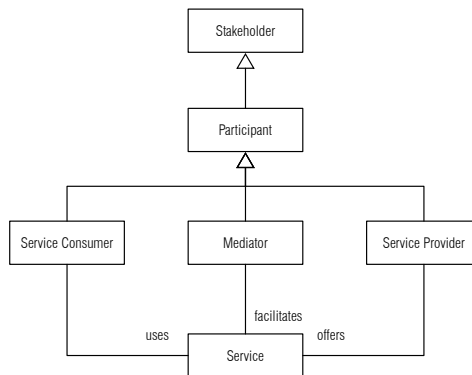 Stakeholder
Participant
Service Consumer
Mediator
Service Provider
facilitates
uses
offers
Service